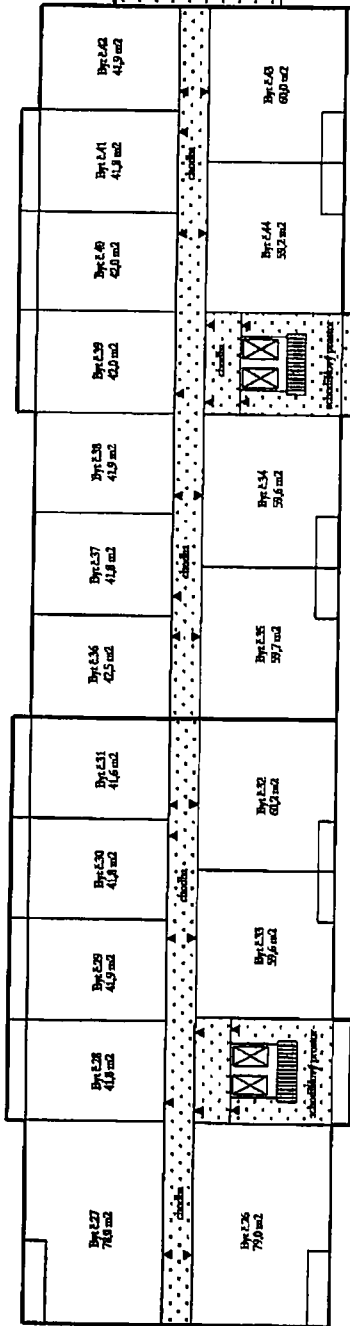 Byt č.42
41,9 m2
Byt č.41
41,8 m2
Byt č.40
42,0 m2
Byt č.39
42,0 m2
Byt č.38
41,9 m2
Byt č.37
41,8 m2
Byt č.36
42,5 m2
Byt č.31
41,6 m2
Byt č.30
41,8 m2
Byt č.29
41,9 m2
Byt č.28
41,8 m2
Byt č.27
78,9 m2
chodba
chodba
chodba
chodba
chodba
Byt č.43
60,0 m2
Byt č.44
59,2 m2
schodišťový prostor
Byt č.34
59,6 m2
Byt č.35
59,7 m2
Byt č.32
60,2 m2
Byt č.33
59,6 m2
schodišťový prostor
Byt č.26
79,0 m2